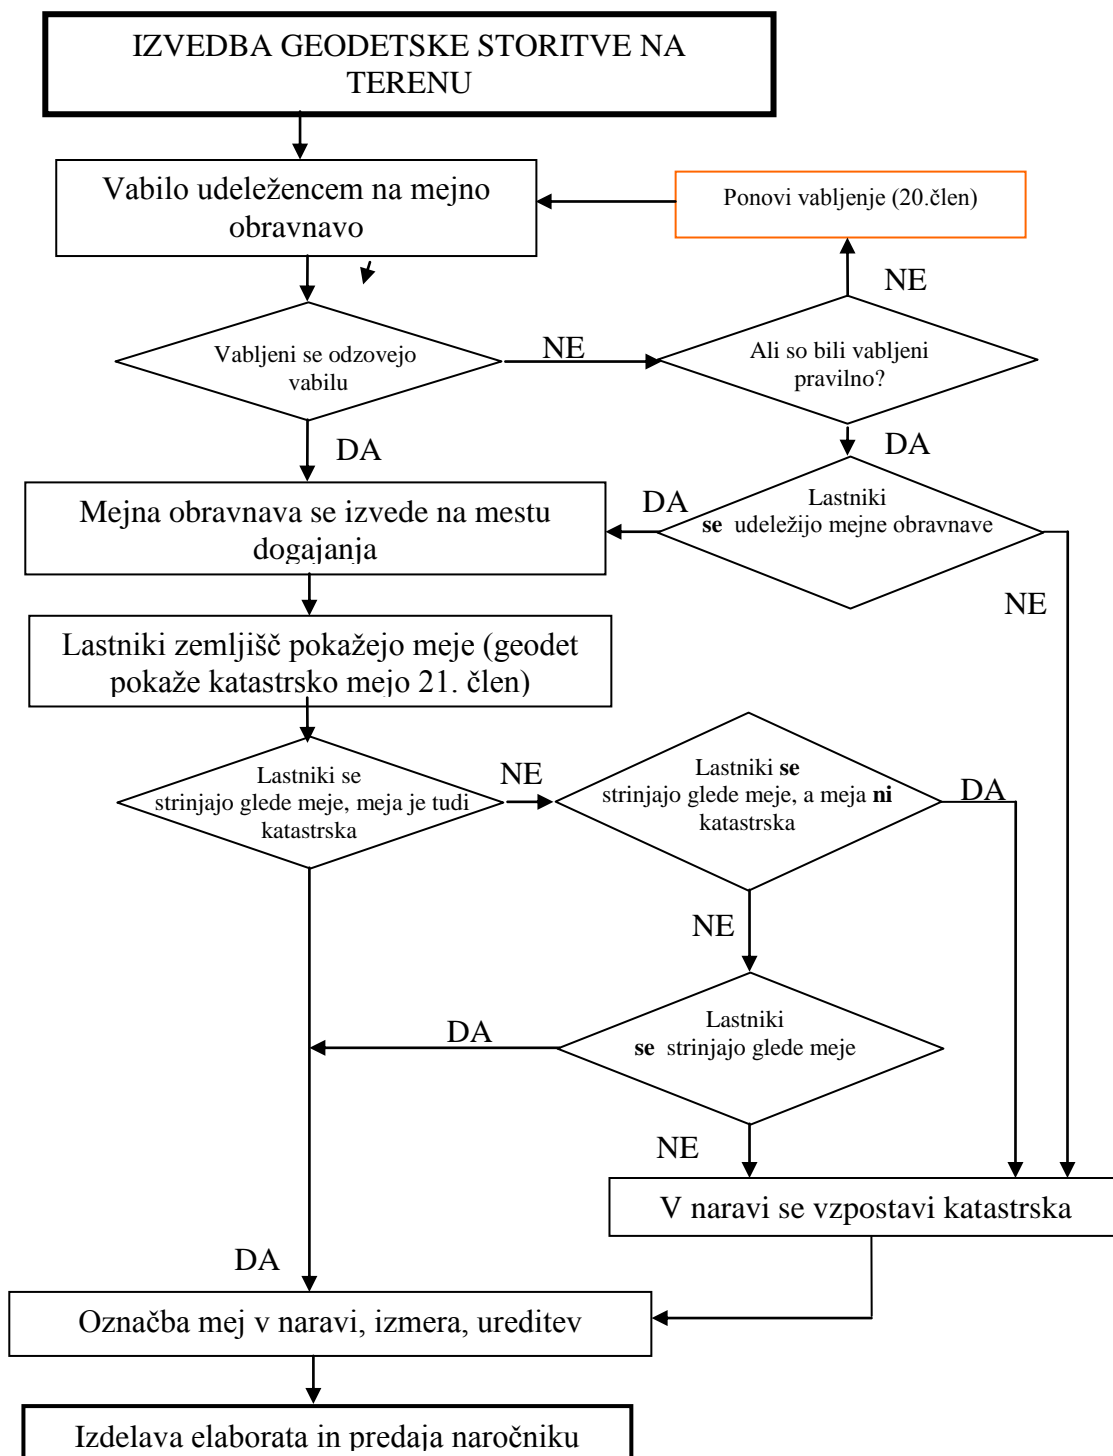 IZVEDBA GEODETSKE STORITVE NA
TERENU
Vabilo udeležencem na mejno
obravnavo
Ponovi vabljenje (20.člen)
NE
Vabljeni se odzovejo
vabilu
NE
Ali so bili vabljeni
pravilno?
DA
DA
Mejna obravnava se izvede na mestu
dogajanja
DA
Lastniki
se udeležijo mejne obravnave
NE
Lastniki zemljišč pokažejo meje (geodet
pokaže katastrsko mejo 21. člen)
Lastniki se
strinjajo glede meje, meja je tudi
katastrska
NE
Lastniki se
strinjajo glede meje, a meja ni
katastrska
DA
NE
DA
Lastniki
se strinjajo glede meje
NE
V naravi se vzpostavi katastrska
DA
Označba mej v naravi, izmera, ureditev
Izdelava elaborata in predaja naročniku